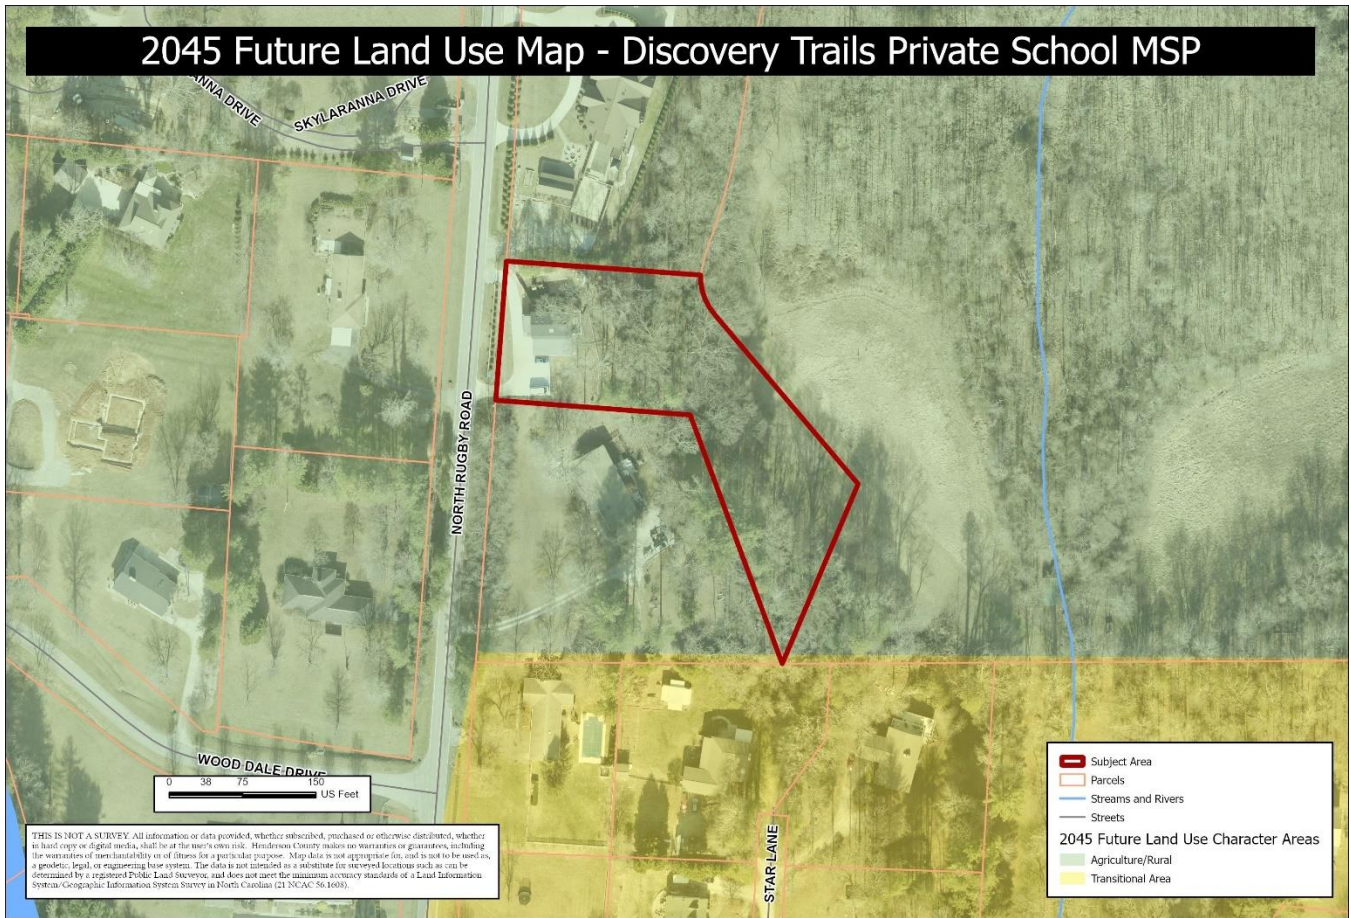 2045 Future Land Use Map - Discovery Trails Private School MSP
ANNA DRIVE
SKYLARANNA DRIVE
NORTH RUGBY ROAD
WOOD DALE DRIVE
0 38 75 150
US Feet
STAR LANE
THIS IS NOT A SURVEY. All information or data provided, whether subscribed, purchased or otherwise distributed, whether
in hard copy or digital media, shall be at the user's own risk. Henderson County makes no warranties or guarantees, including
the warranties of merchantability or of fitness for a particular purpose. Map data is not appropriate for, and is not to be used as,
a geodetic, legal, or engineering base system. The data is not intended as a substitute for surveyed locations such as can be
determined by a registered Public Land Surveyor, and does not meet the minimum accuracy standards of a Land Information
System/Geographic Information System Survey in North Carolina (21 NCAC 56.1608).
Subject Area
Parcels
Streams and Rivers
Streets
2045 Future Land Use Character Areas
Agriculture/Rural
Transitional Area